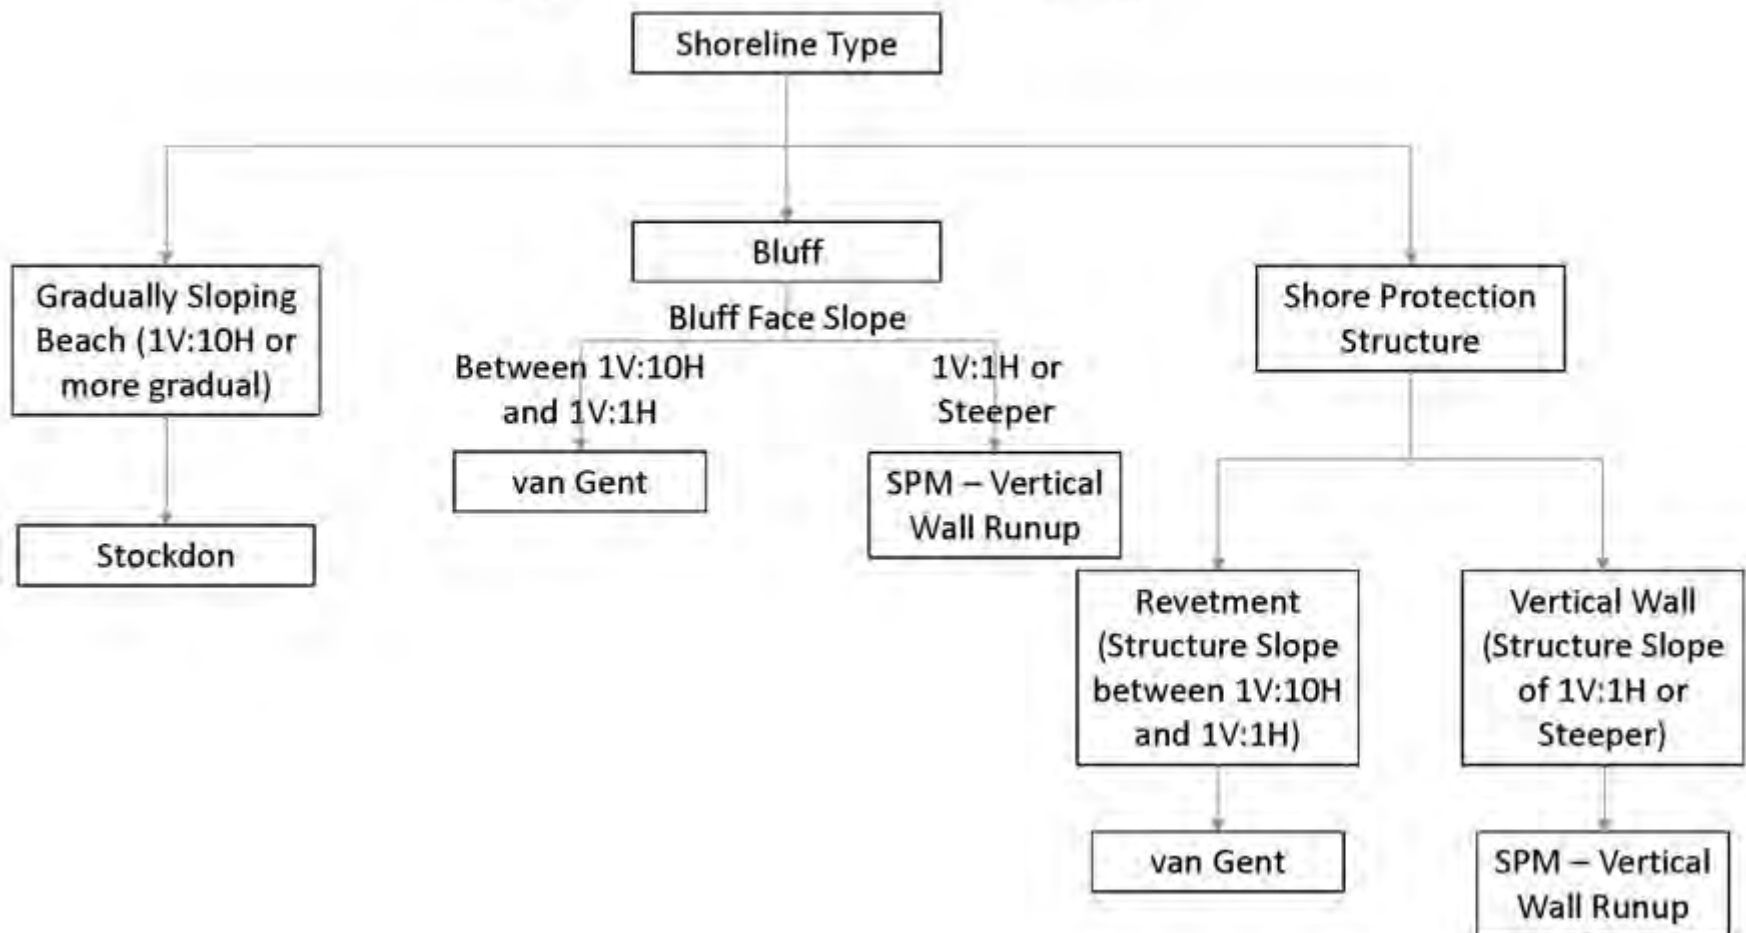 Shoreline Type
Gradually Sloping
Beach (1V:10H or
more gradual)
Stockdon
Bluff
Bluff Face Slope
Between 1V:10H
and 1V:1H
van Gent
1V:1H or
Steeper
SPM – Vertical
Wall Runup
Shore Protection
Structure
Revetment
(Structure Slope
between 1V:10H
and 1V:1H)
van Gent
Vertical Wall
(Structure Slope
of 1V:1H or
Steeper)
SPM – Vertical
Wall Runup